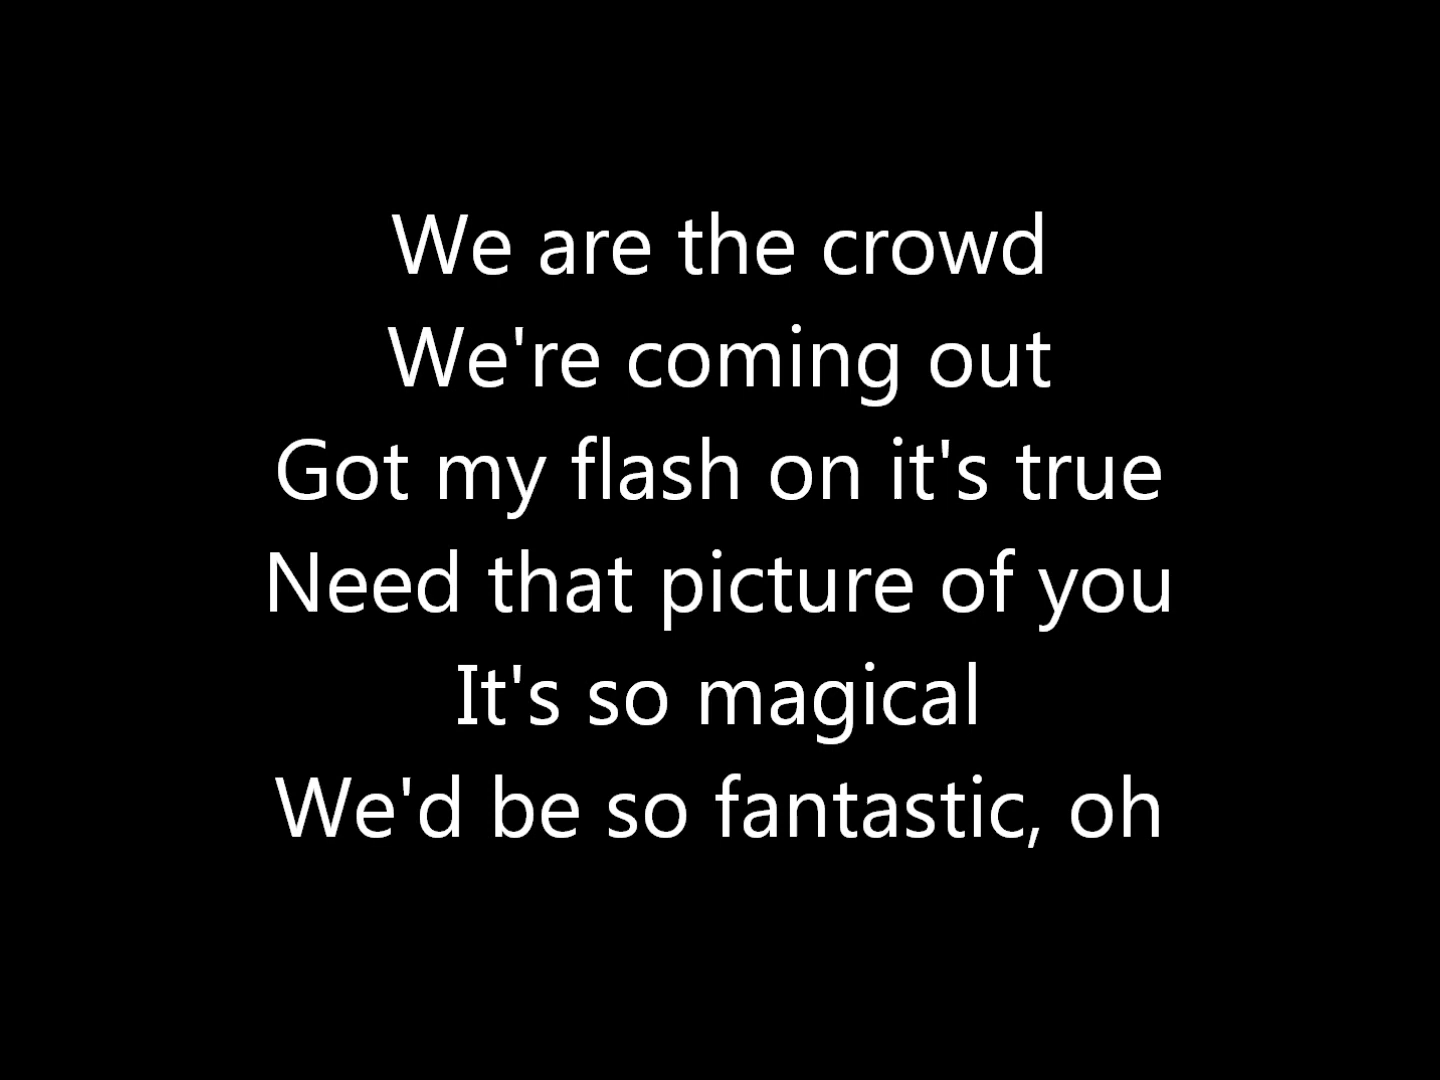 We are the crowd
We're coming out
Got my flash on it's true
Need that picture of you
It's so magical
We'd be so fantastic, oh